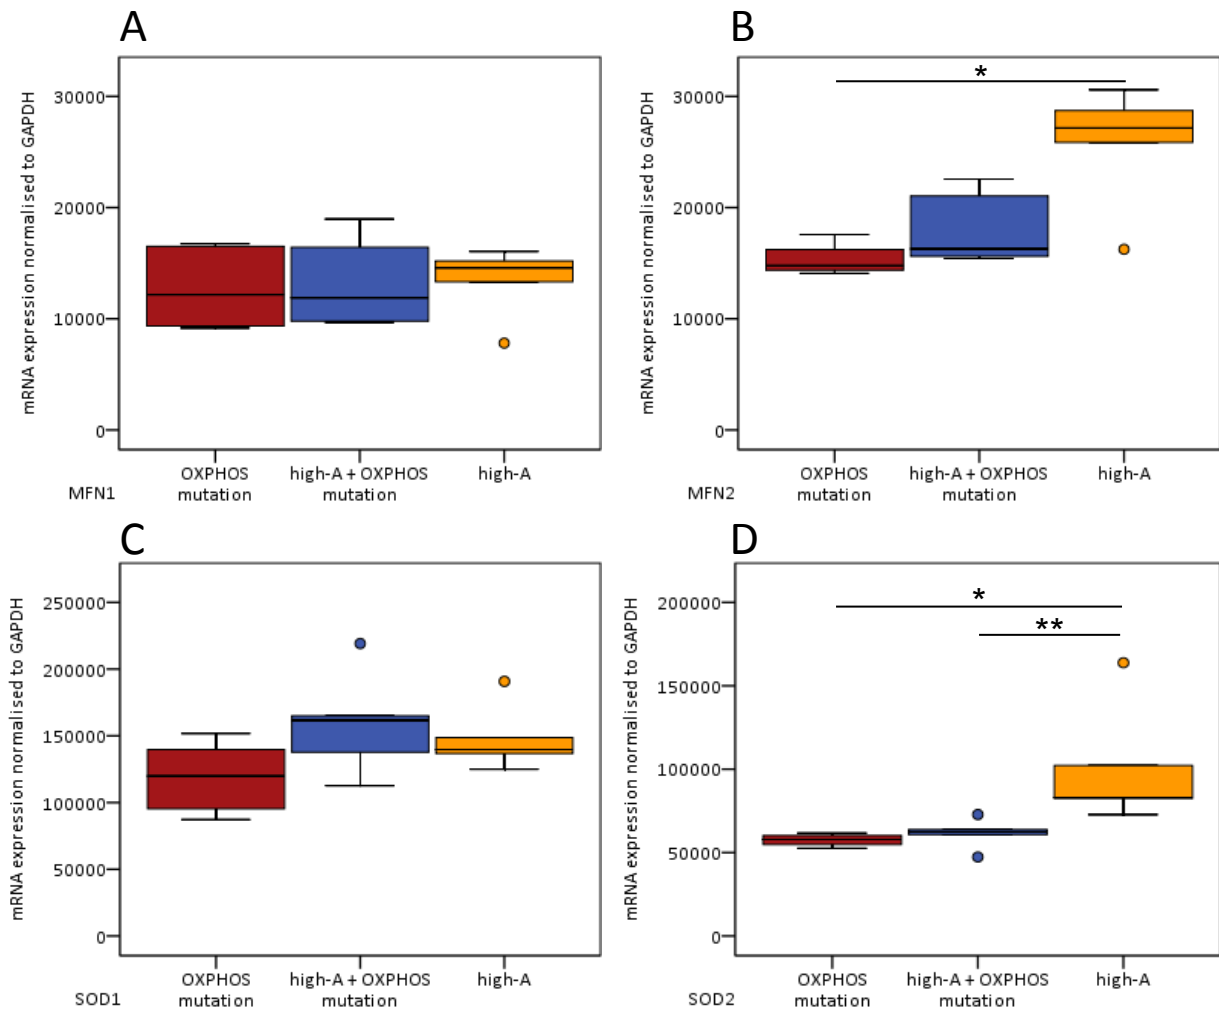 A
mRNA expression normalised to GAPDH
30000
20000
10000
0
OXPHOS
mutation
high-A + OXPHOS
mutation
high-A
MFN1
B
mRNA expression normalised to GAPDH
30000
20000
10000
0
*
OXPHOS
mutation
high-A + OXPHOS
mutation
high-A
MFN2
C
mRNA expression normalised to GAPDH
250000
200000
150000
100000
50000
0
OXPHOS
mutation
high-A + OXPHOS
mutation
high-A
SOD1
D
mRNA expression normalised to GAPDH
200000
150000
100000
50000
0
*
**
OXPHOS
mutation
high-A + OXPHOS
mutation
high-A
SOD2